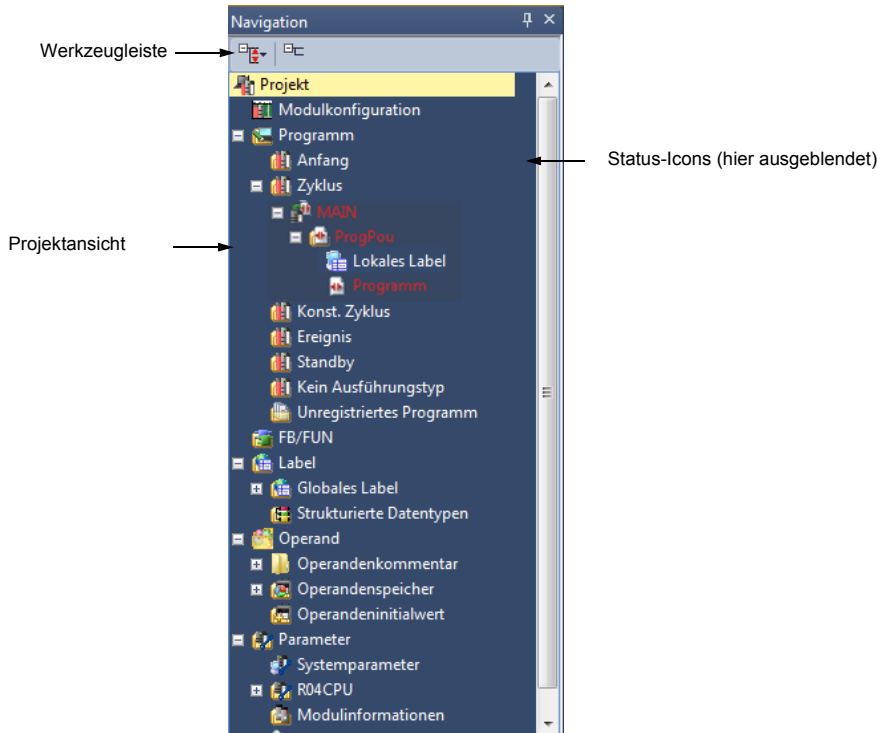 Navigation
Werkzeugleiste
Projekt
Modulkonfiguration
Programm
Anfang
Status-Icons (hier ausgeblendet)
Zyklus
MAIN
Projektansicht
ProgPou
Lokales Label
Programm
Konst. Zyklus
Ereignis
Standby
Kein Ausführungstyp
Unregistriertes Programm
FB/FUN
Label
Globales Label
Strukturierte Datentypen
Operand
Operandenkommentar
Operandenspeicher
Operandeninitialwert
Parameter
Systemparameter
R04CPU
Modulinformationen